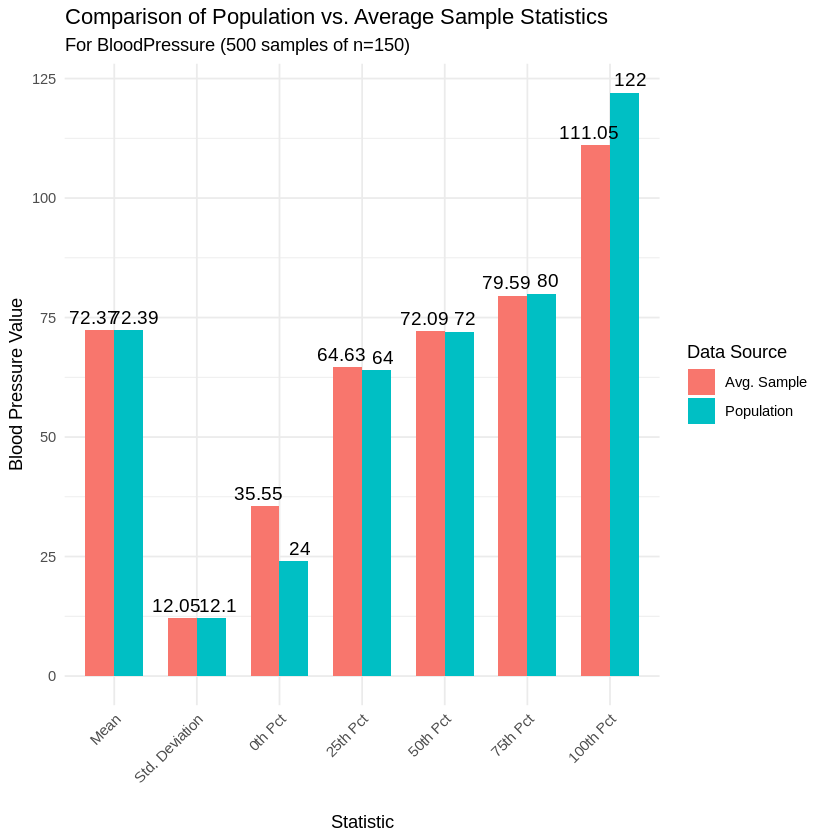 Comparison of Population vs. Average Sample Statistics
For BloodPressure (500 samples of n=150)
125
100
75
50
25
0
Blood Pressure Value
72.37 72.39
12.05 12.1
35.55 24
64.63 64
72.09 72
79.59 80
111.05 122
Mean
Std. Deviation
0th Pct
25th Pct
50th Pct
75th Pct
100th Pct
Statistic
Data Source
Avg. Sample
Population